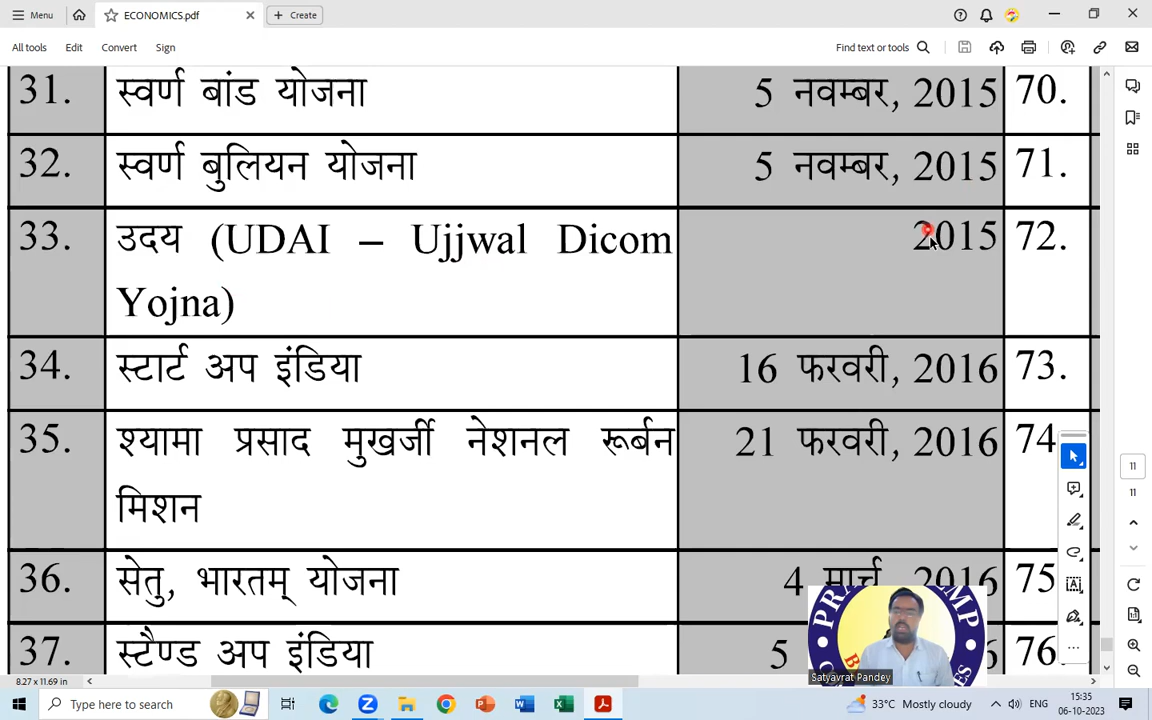 Menu
ECONOMICS.pdf
Create
All tools Edit Convert Sign
Find text or tools
31. स्वर्ण बांड योजना 5 नवम्बर, 2015 70.
32. स्वर्ण बुलियन योजना 5 नवम्बर, 2015 71.
33. उदय (UDAI – Ujjwal Dicom 2015 72.
Yojna)
34. स्टार्ट अप इंडिया 16 फरवरी, 2016 73.
35. श्यामा प्रसाद मुखर्जी नेशनल रूर्बन 21 फरवरी, 2016 74
मिशन
36. सेतु, भारतम् योजना 4 मार्च, 2016 75
37. स्टैण्ड अप इंडिया 5 76
11
11
Satyavrat Pandey
8.27 x 11.69 in
Type here to search
33°C Mostly cloudy
ENG
15:35
06-10-2023